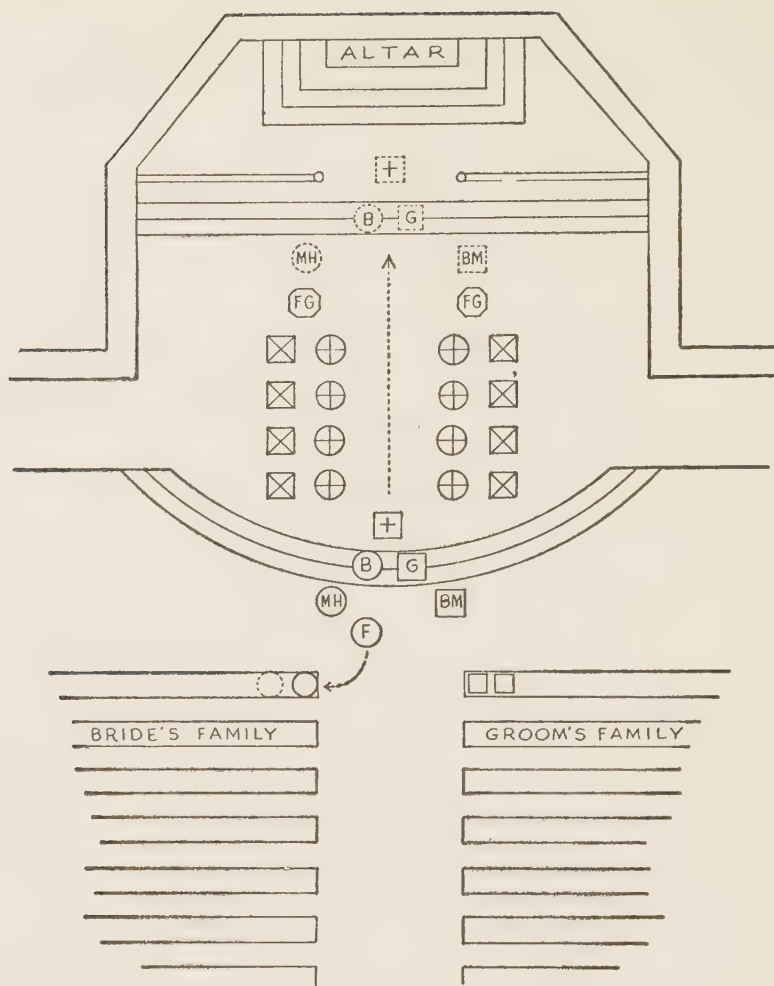 ALTAR
B G
MH BM
FG FG
B G
MH BM
F
BRIDE'S FAMILY GROOM'S FAMILY